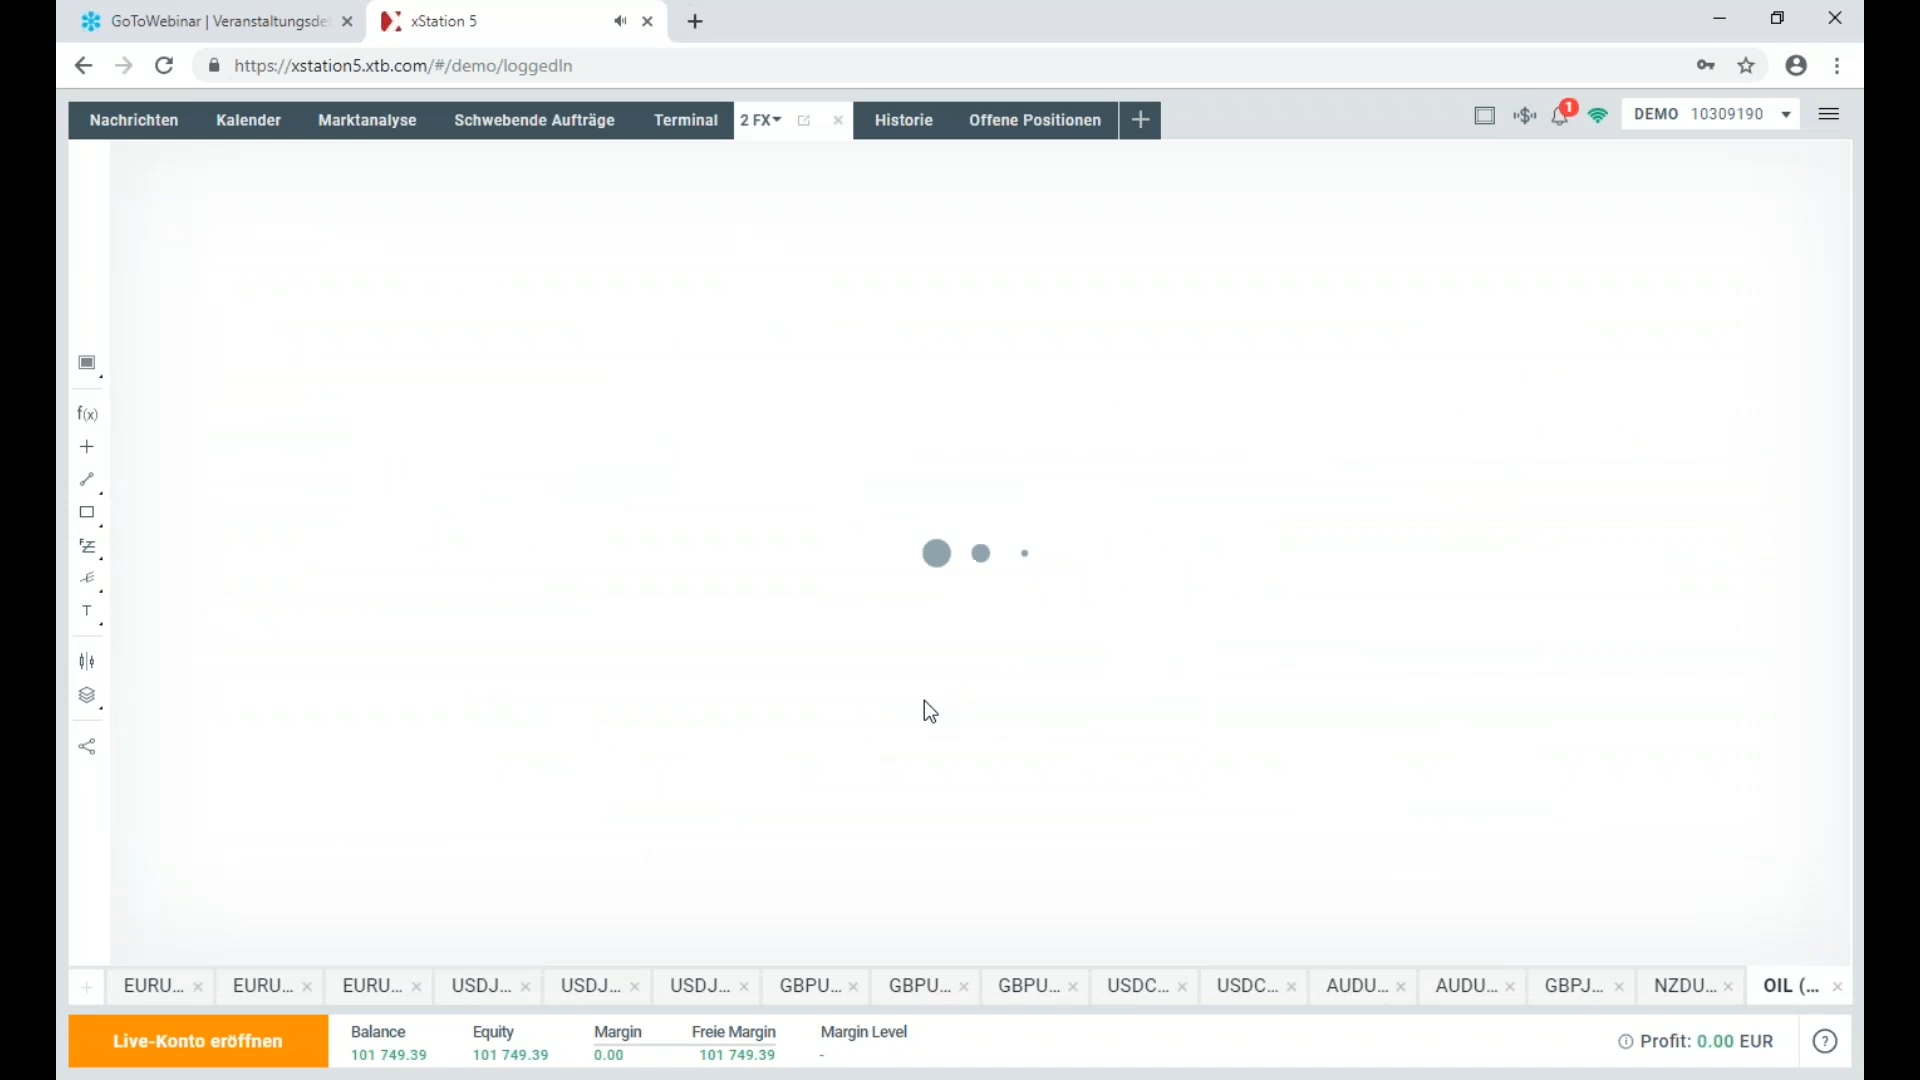 GoToWebinar | Veranstaltungsde
xStation 5
https://xstation5.xtb.com/#/demo/loggedIn
Nachrichten Kalender Marktanalyse Schwebende Aufträge Terminal 2 FX Historie Offene Positionen
1
DEMO 10309190
f(x)
T
EURU... EURU... EURU... USDJ... USDJ... USDJ... GBPU... GBPU... GBPU... USDC... USDC... AUDU... AUDU... GBPJ... NZDU... OIL (...
Live-Konto eröffnen
Balance Equity Margin Freie Margin Margin Level
101 749.39 101 749.39 0.00 101 749.39 -
Profit: 0.00 EUR
?